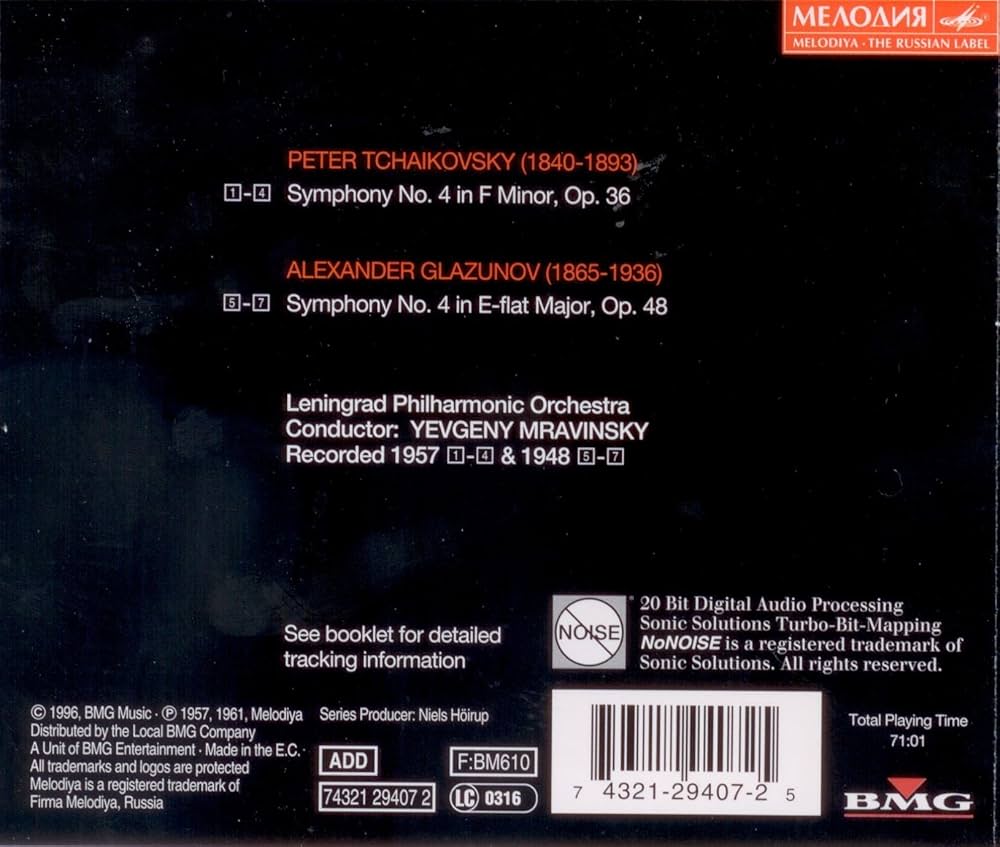 МЕЛОДИЯ
MELODIYA · THE RUSSIAN LABEL
PETER TCHAIKOVSKY (1840-1893)
1-4 Symphony No. 4 in F Minor, Op. 36
ALEXANDER GLAZUNOV (1865-1936)
5-7 Symphony No. 4 in E-flat Major, Op. 48
Leningrad Philharmonic Orchestra
Conductor: YEVGENY MRAVINSKY
Recorded 1957 1-4 & 1948 5-7
See booklet for detailed
tracking information
NOISE
20 Bit Digital Audio Processing
Sonic Solutions Turbo-Bit-Mapping
NoNOISE is a registered trademark of
Sonic Solutions. All rights reserved.
© 1996, BMG Music · ℗ 1957, 1961, Melodiya
Distributed by the Local BMG Company
A Unit of BMG Entertainment · Made in the E.C.
All trademarks and logos are protected
Melodiya is a registered trademark of
Firma Melodiya, Russia
Series Producer: Niels Höirup
ADD
F:BM610
74321 29407 2
LC 0316
7 4321-29407-2 5
Total Playing Time
71:01
BMG